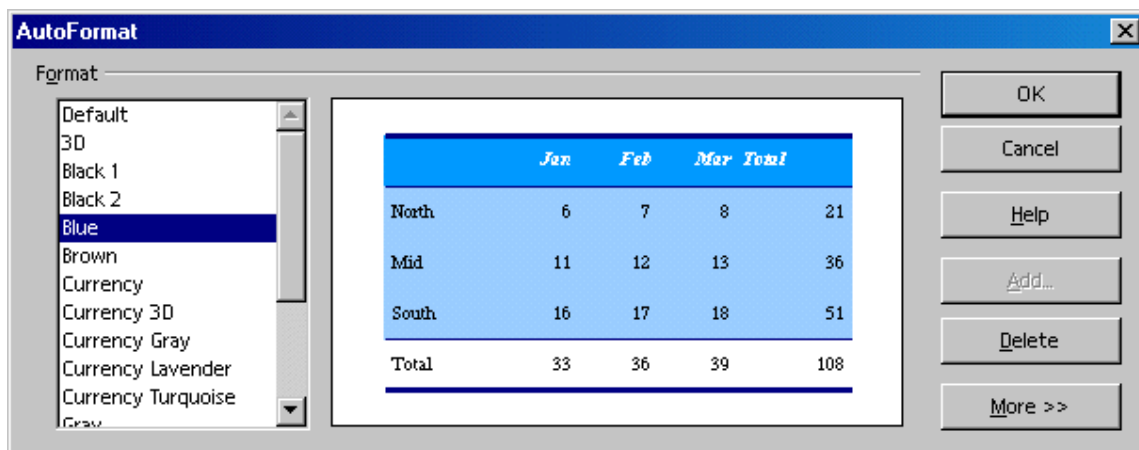 AutoFormat
Format
Default
3D
Black 1
Black 2
Blue
Brown
Currency
Currency 3D
Currency Gray
Currency Lavender
Currency Turquoise
Gray
Jan Feb Mar Total
North 6 7 8 21
Mid 11 12 13 36
South 16 17 18 51
Total 33 36 39 108
OK
Cancel
Help
Add...
Delete
More >>